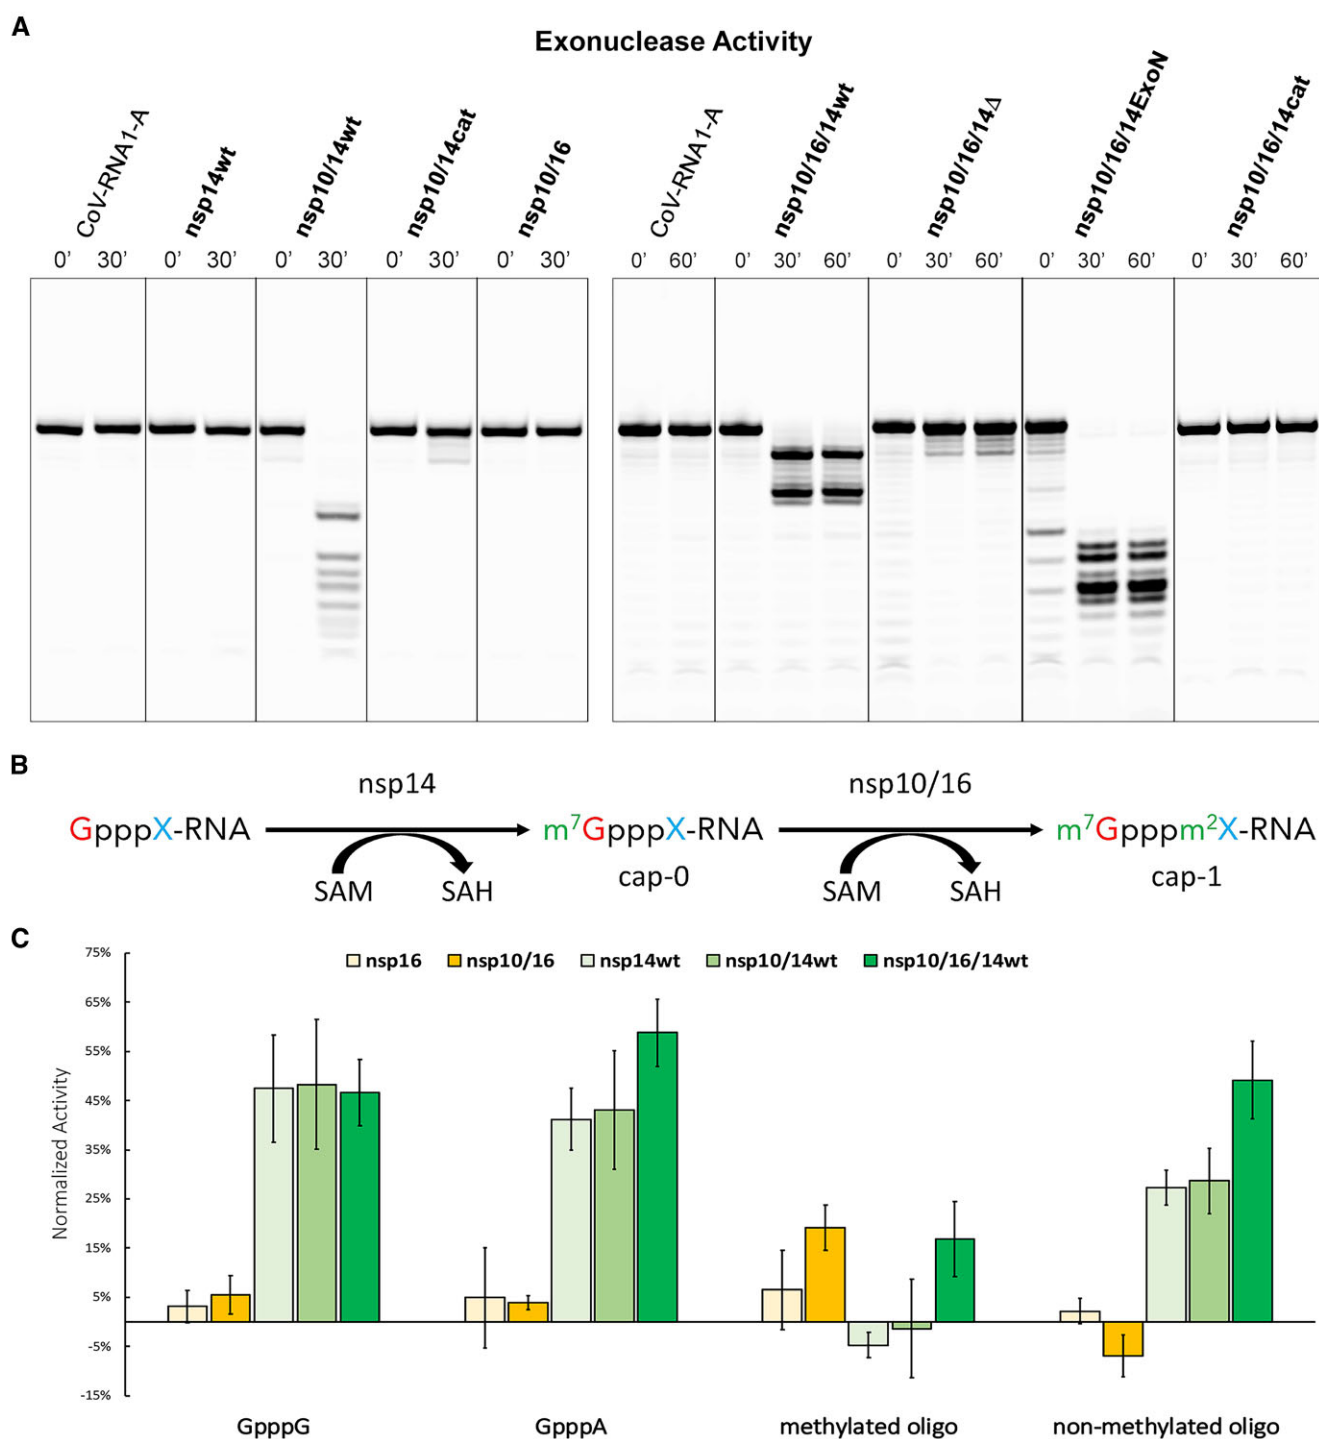 A
Exonuclease Activity
CoV-RNA1-A nsp14wt nsp10/14wt nsp10/14cat nsp10/16 CoV-RNA1-A nsp10/16/14wt nsp10/16/14Δ nsp10/16/14ExoN nsp10/16/14cat
0' 30' 0' 30' 0' 30' 0' 30' 0' 30' 0' 60' 0' 30' 60' 0' 30' 60' 0' 30' 60' 0' 30' 60'
B
nsp14 nsp10/16
GpppX-RNA m⁷GpppX-RNA m⁷Gpppm²X-RNA
SAM SAH cap-0 SAM SAH cap-1
C
75%
nsp16 nsp10/16 nsp14wt nsp10/14wt nsp10/16/14wt
65%
55%
45%
35%
25%
15%
5%
-5%
-15%
Normalized Activity
GpppG GpppA methylated oligo non-methylated oligo